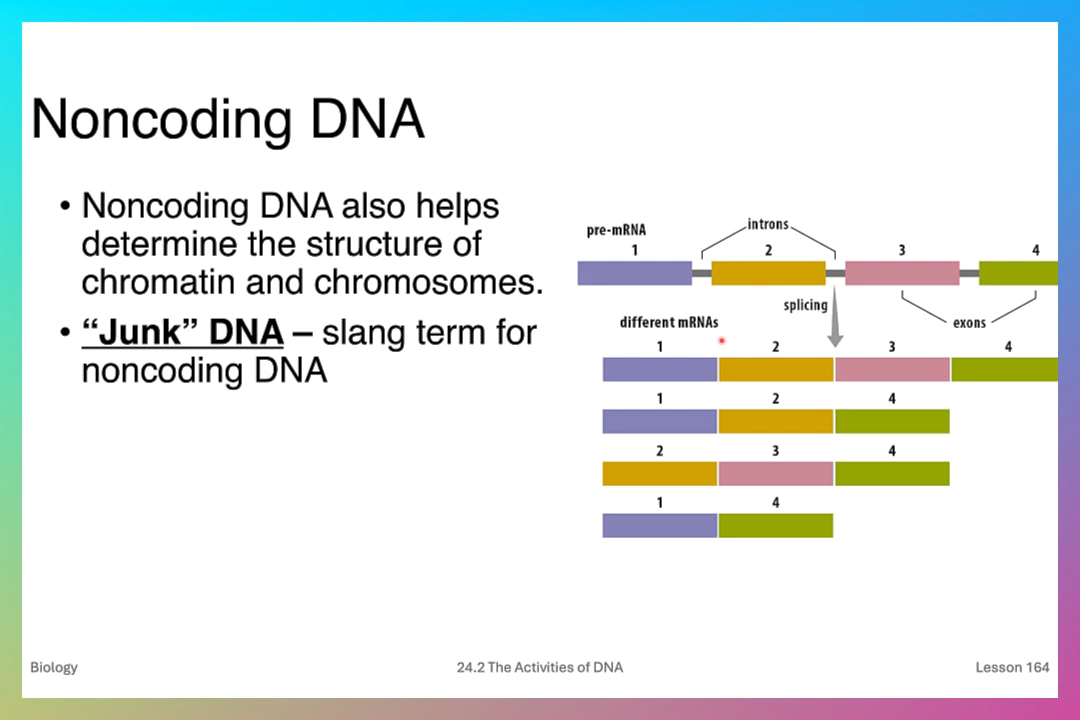 Noncoding DNA
• Noncoding DNA also helps
determine the structure of
chromatin and chromosomes.
• “Junk” DNA – slang term for
noncoding DNA
introns
pre-mRNA
1 2 3 4
splicing
exons
different mRNAs
1 2 3 4
1 2 4
2 3 4
1 4
Biology
24.2 The Activities of DNA
Lesson 164